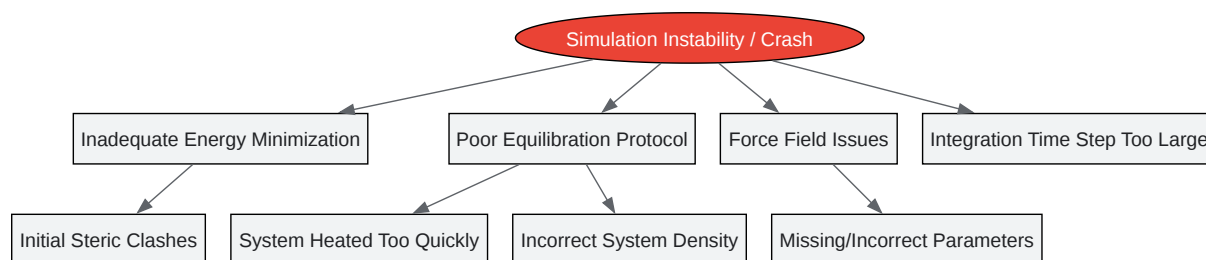 Simulation Instability / Crash
Inadequate Energy Minimization
Poor Equilibration Protocol
Force Field Issues
Integration Time Step Too Large
Initial Steric Clashes
System Heated Too Quickly
Incorrect System Density
Missing/Incorrect Parameters